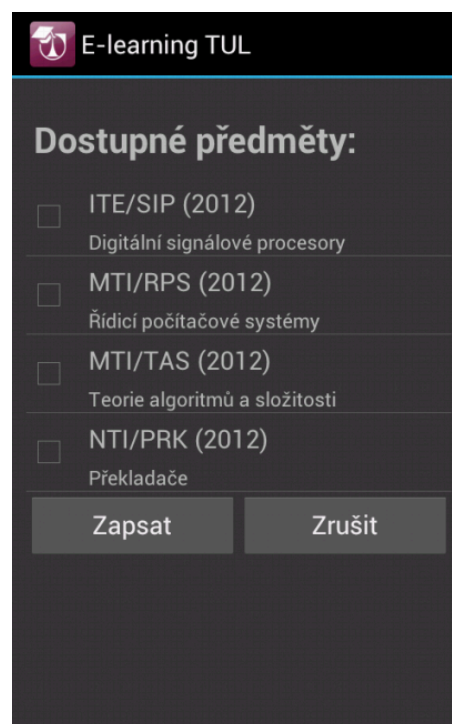 E-learning TUL
Dostupné předměty:
ITE/SIP (2012)
Digitální signálové procesory
MTI/RPS (2012)
Řídicí počítačové systémy
MTI/TAS (2012)
Teorie algoritmů a složitosti
NTI/PRK (2012)
Překladače
Zapsat Zrušit